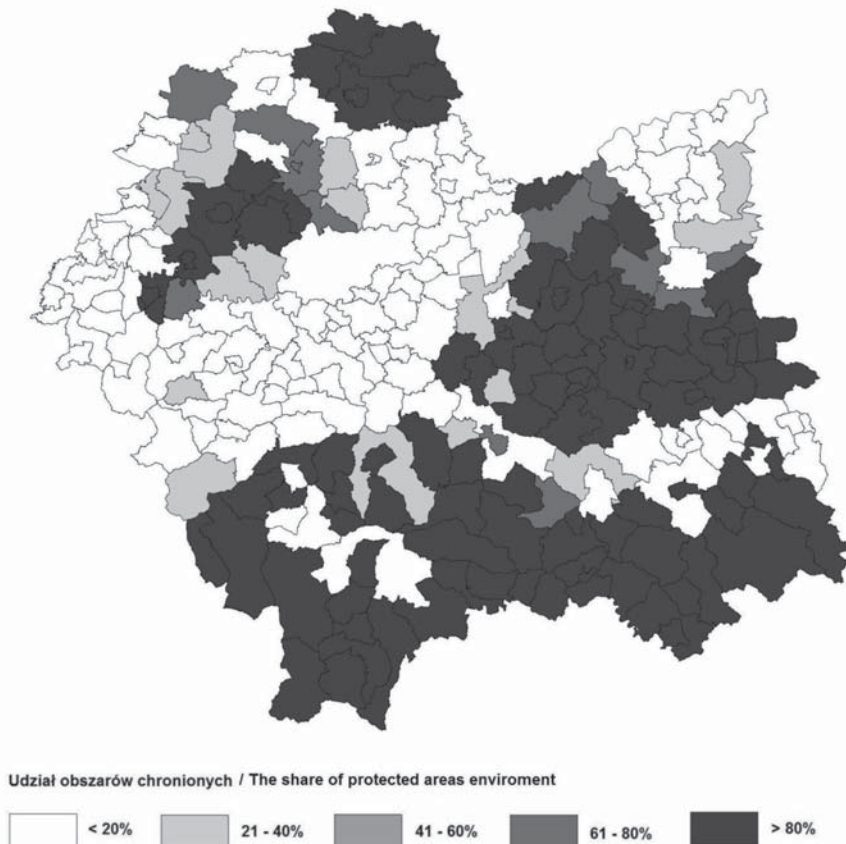 Udział obszarów chronionych / The share of protected areas enviroment
< 20% 21 - 40% 41 - 60% 61 - 80% > 80%